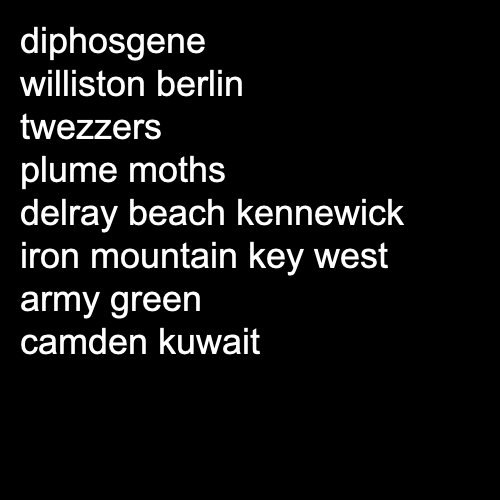 diphosgene
williston berlin
twezzers
plume moths
delray beach kennewick
iron mountain key west
army green
camden kuwait